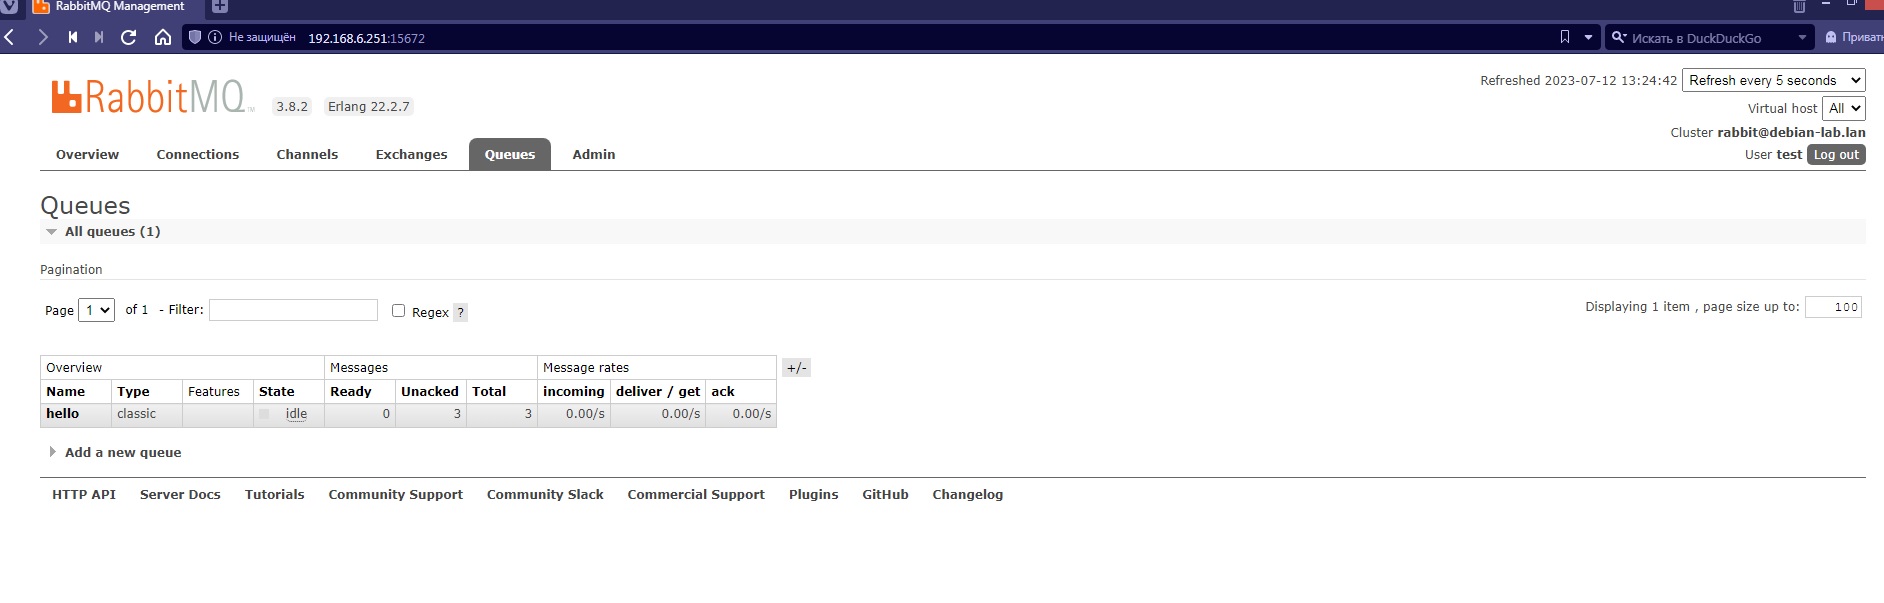 RabbitMQ Management
Не защищён 192.168.6.251:15672 Искать в DuckDuckGo Приват
RabbitMQ TM 3.8.2 Erlang 22.2.7
Refreshed 2023-07-12 13:24:42 Refresh every 5 seconds
Virtual host All
Cluster rabbit@debian-lab.lan
User test Log out
Overview Connections Channels Exchanges Queues Admin
Queues
All queues (1)
Pagination
Page 1 of 1 - Filter: Regex ? Displaying 1 item , page size up to: 100
Overview Messages Message rates +/-
Name Type Features State Ready Unacked Total incoming deliver / get ack
hello classic idle 0 3 3 0.00/s 0.00/s 0.00/s
Add a new queue
HTTP API Server Docs Tutorials Community Support Community Slack Commercial Support Plugins GitHub Changelog